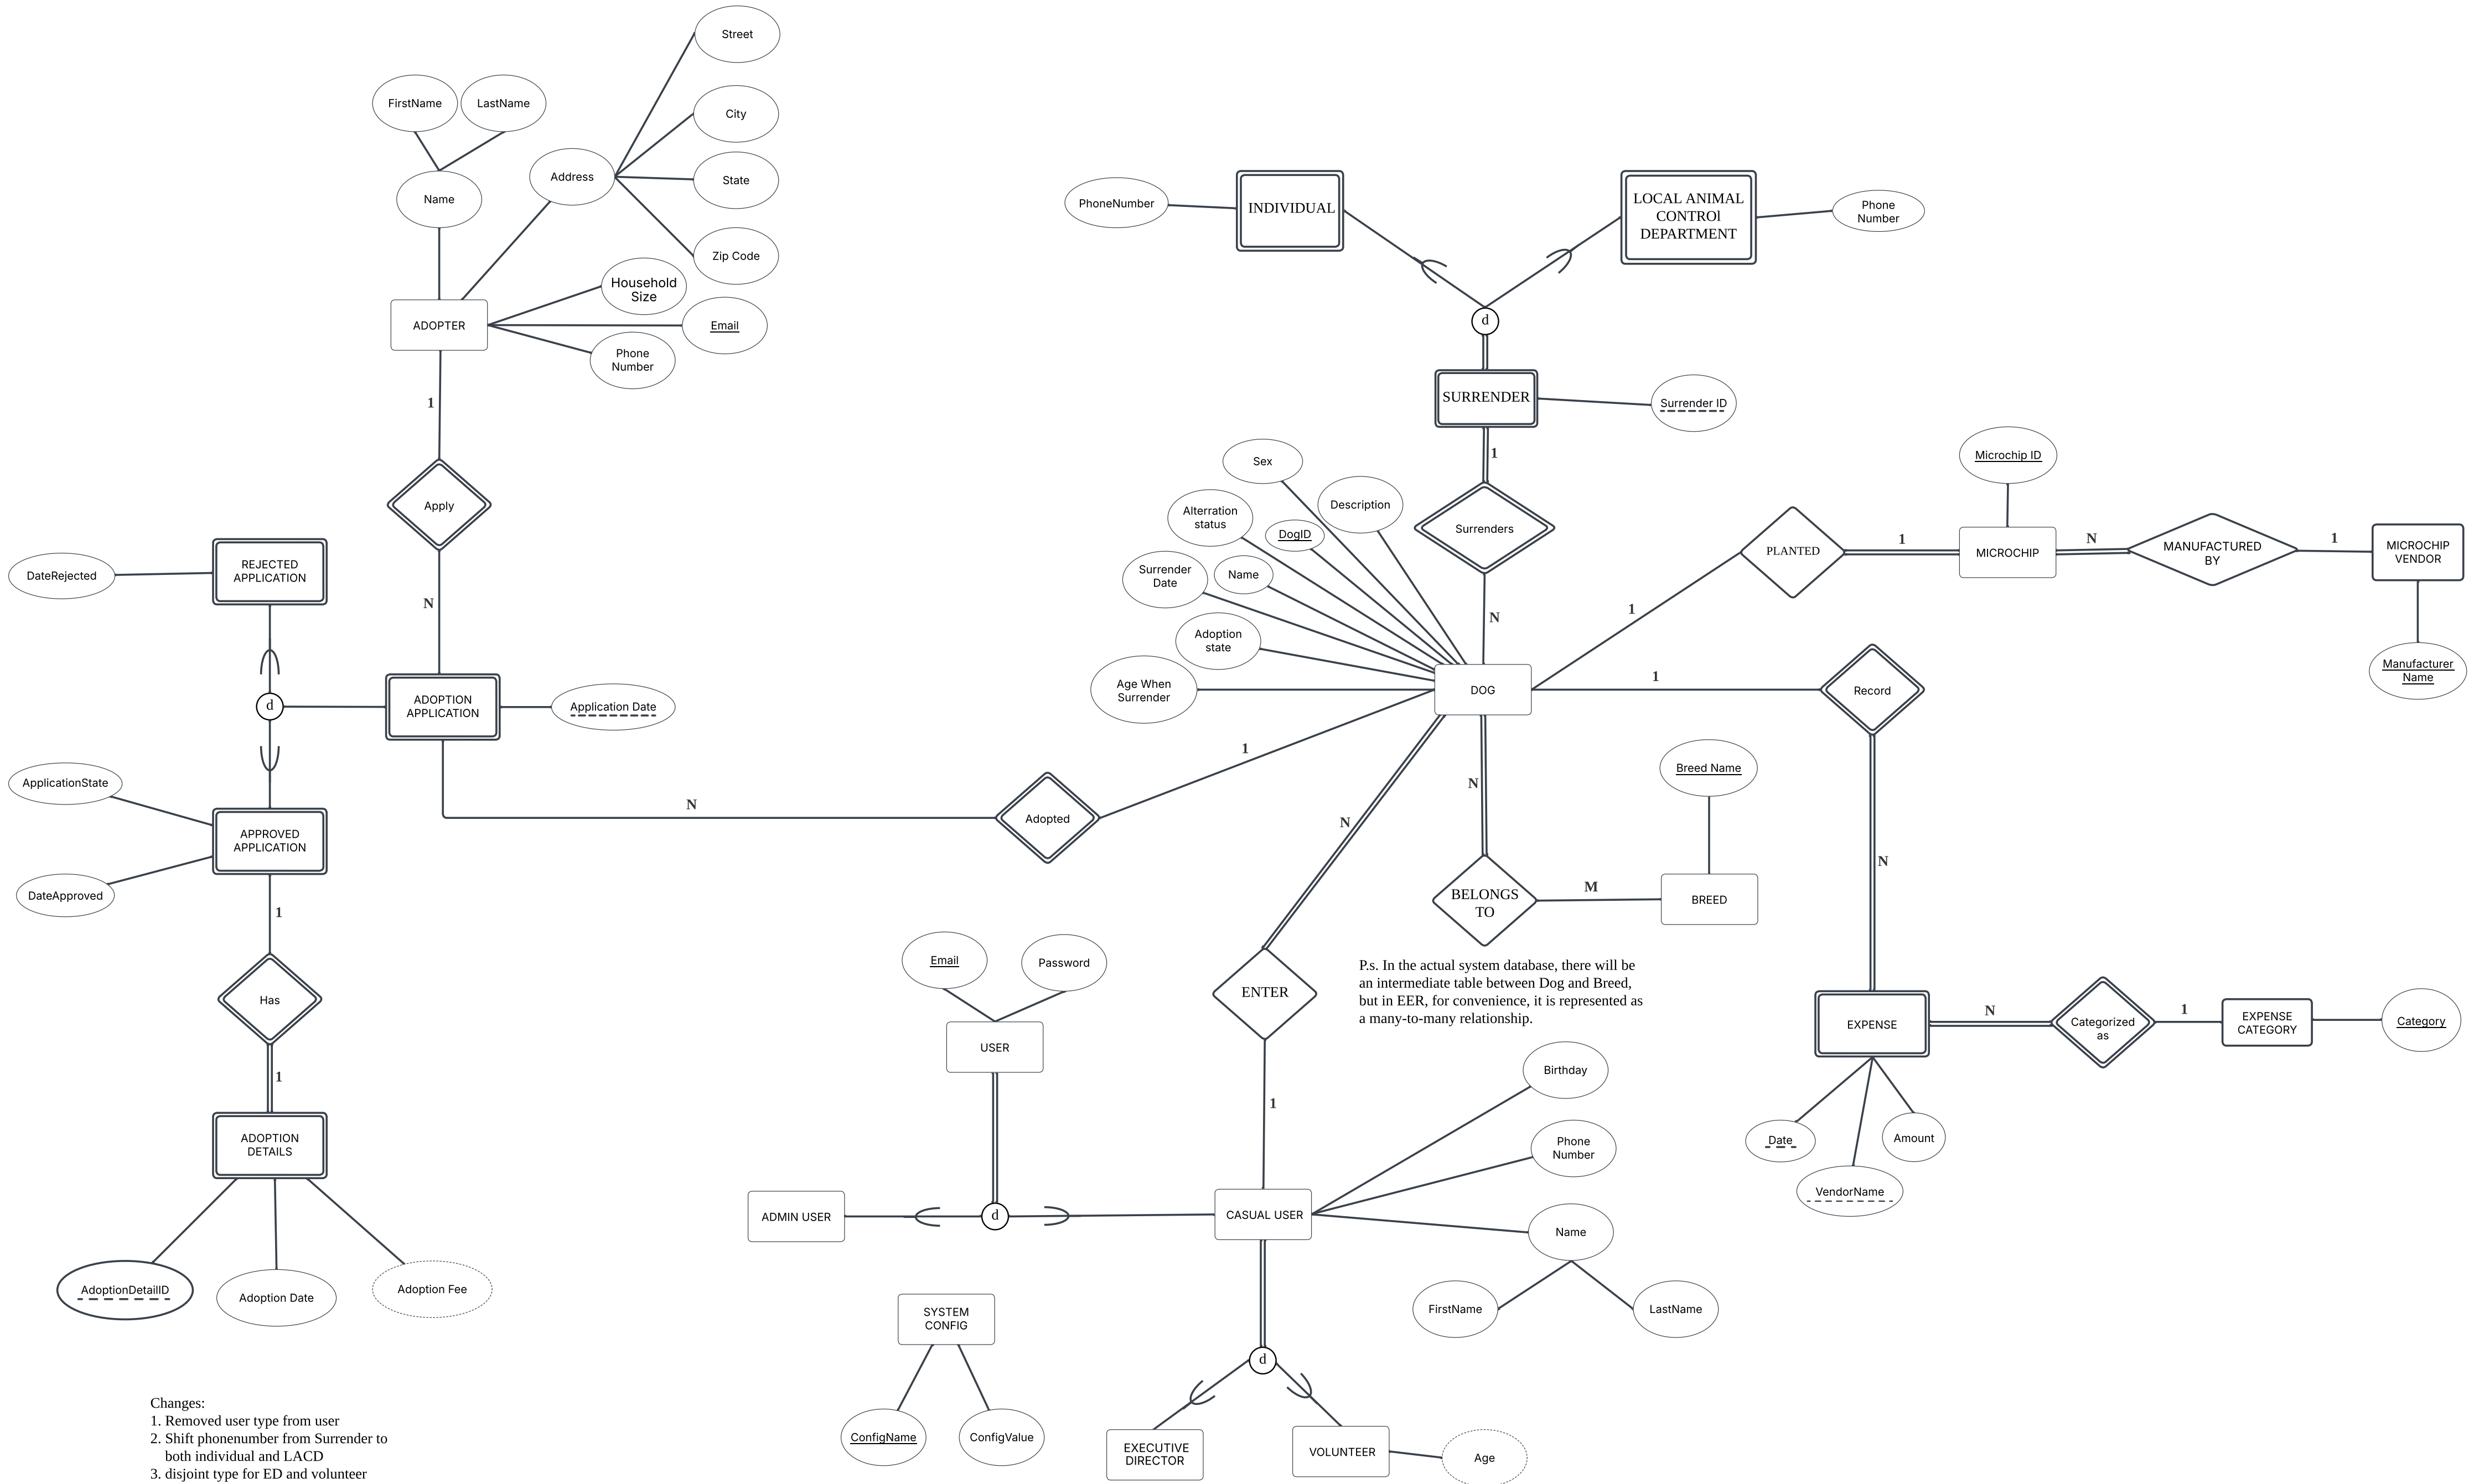 Street
FirstName
LastName
City
Address
State
Name
Zip Code
Household
Size
Email
ADOPTER
Phone
Number
1
Apply
N
REJECTED
APPLICATION
DateRejected
d
ADOPTION
APPLICATION
Application Date
ApplicationState
APPROVED
APPLICATION
DateApproved
N
Adopted
1
1
Has
1
ADOPTION
DETAILS
AdoptionDetailID
Adoption Date
Adoption Fee
PhoneNumber
INDIVIDUAL
LOCAL ANIMAL
CONTROl
DEPARTMENT
Phone
Number
d
SURRENDER
Surrender ID
1
Surrenders
N
Sex
Description
Alterration
status
DogID
Surrender
Date
Name
Adoption
state
Age When
Surrender
DOG
1
PLANTED
1
Microchip ID
MICROCHIP
N
MANUFACTURED
BY
1
MICROCHIP
VENDOR
Manufacturer
Name
1
Record
N
N
BELONGS
TO
M
Breed Name
BREED
N
ENTER
1
P.s. In the actual system database, there will be
an intermediate table between Dog and Breed,
but in EER, for convenience, it is represented as
a many-to-many relationship.
EXPENSE
N
Categorized
as
1
EXPENSE
CATEGORY
Category
Date
Amount
VendorName
Email
Password
USER
ADMIN USER
d
CASUAL USER
Birthday
Phone
Number
Name
FirstName
LastName
SYSTEM
CONFIG
ConfigName
ConfigValue
d
EXECUTIVE
DIRECTOR
VOLUNTEER
Age
Changes:
1. Removed user type from user
2. Shift phonenumber from Surrender to
both individual and LACD
3. disjoint type for ED and volunteer